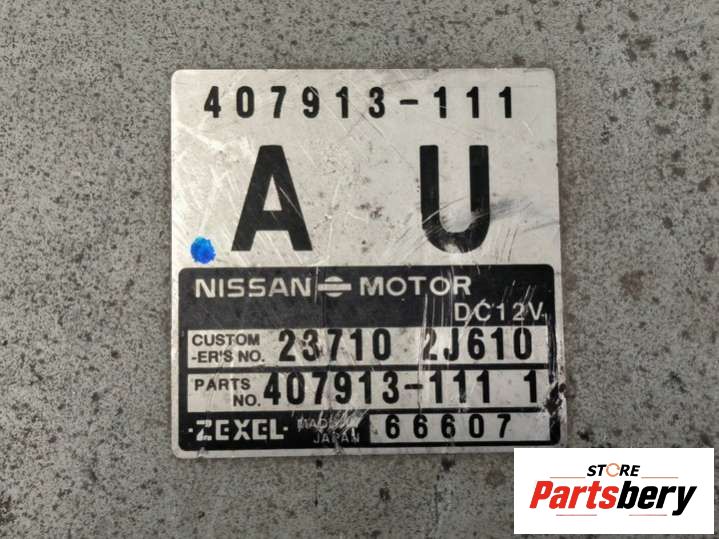 407913-111
A U
NISSAN MOTOR
DC12V
CUSTOM
-ER'S NO. 23710 2J610
PARTS
NO. 407913-111 1
·ZEXEL· MADE IN
JAPAN 66607
STORE
Partsbery